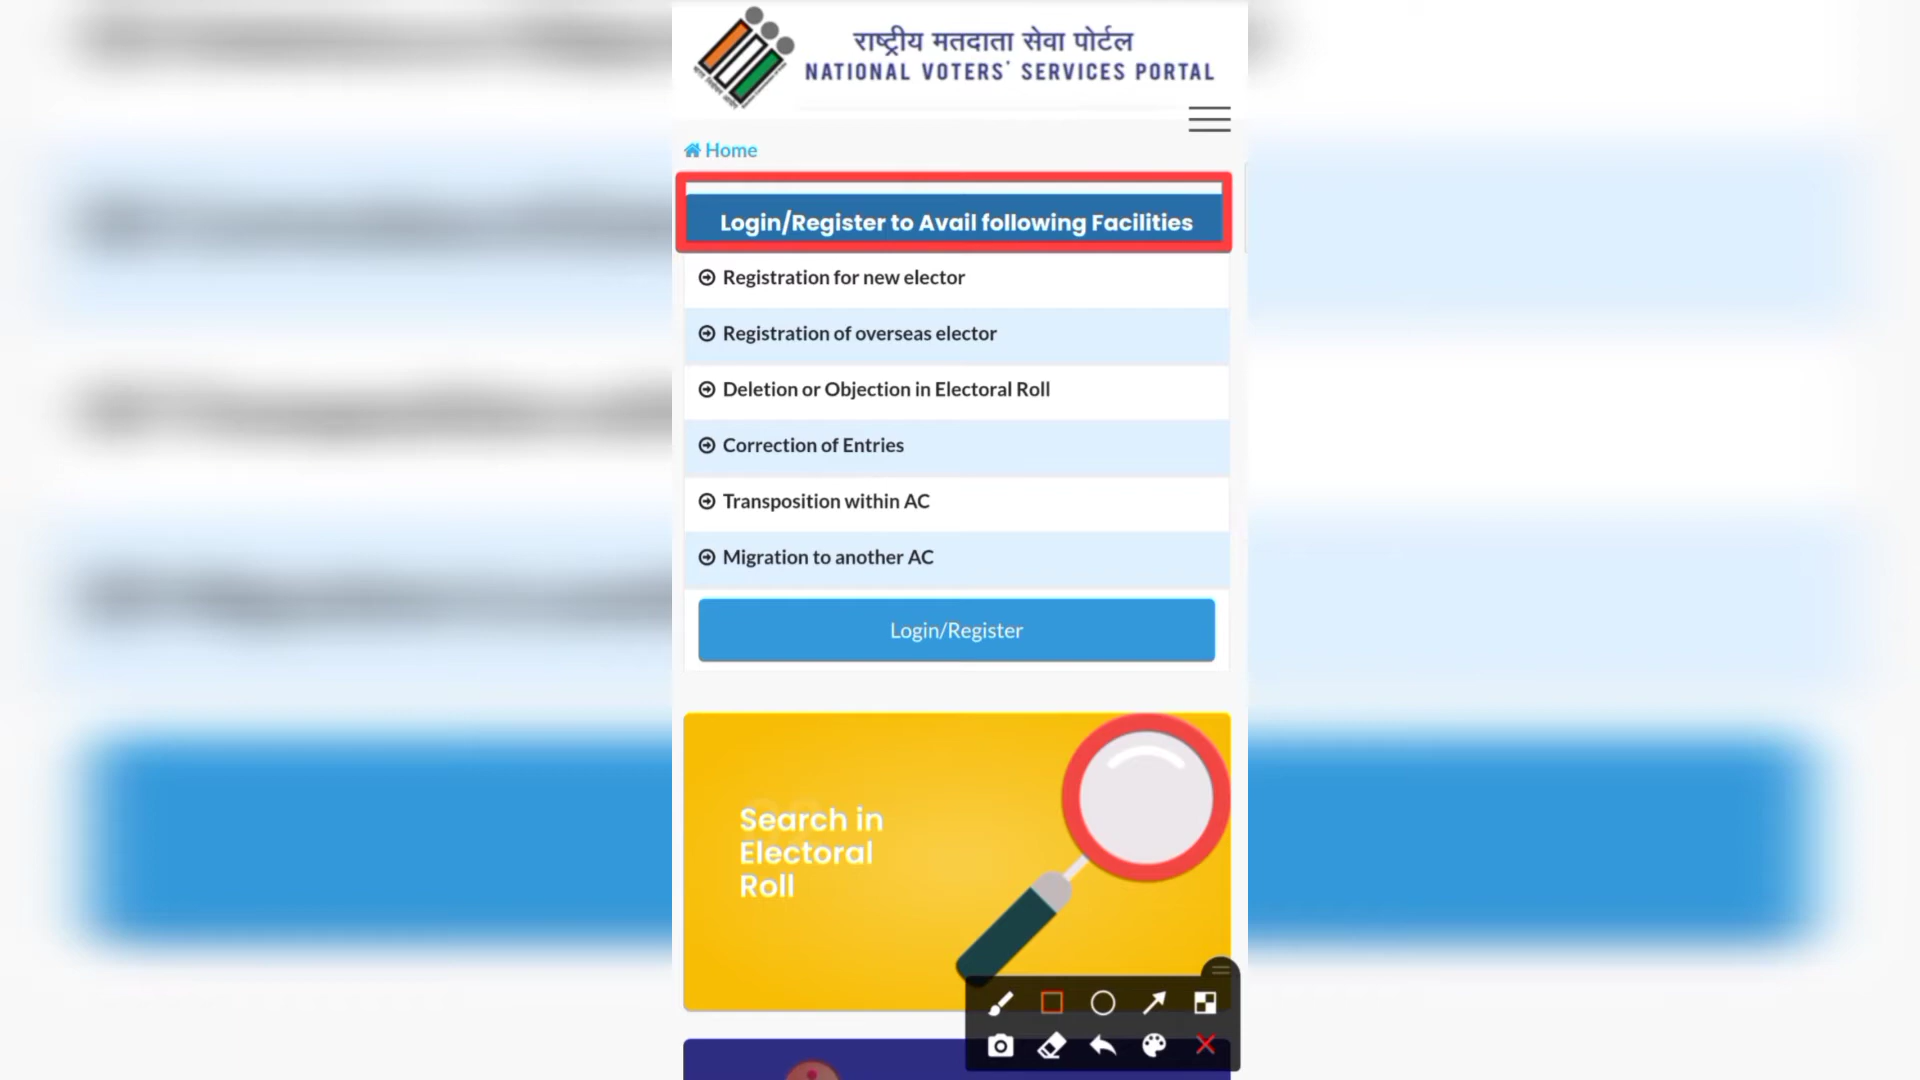 राष्ट्रीय मतदाता सेवा पोर्टल
NATIONAL VOTERS' SERVICES PORTAL
Home
Login/Register to Avail following Facilities
Registration for new elector
Registration of overseas elector
Deletion or Objection in Electoral Roll
Correction of Entries
Transposition within AC
Migration to another AC
Login/Register
Search in
Electoral
Roll